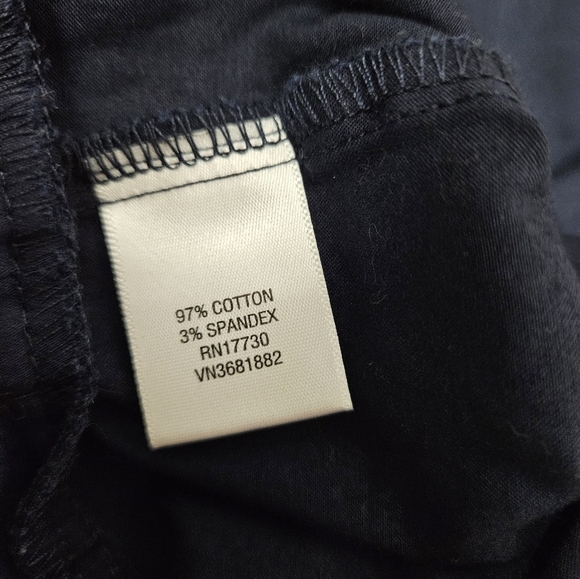 97% COTTON
3% SPANDEX
RN17730
VN3681882